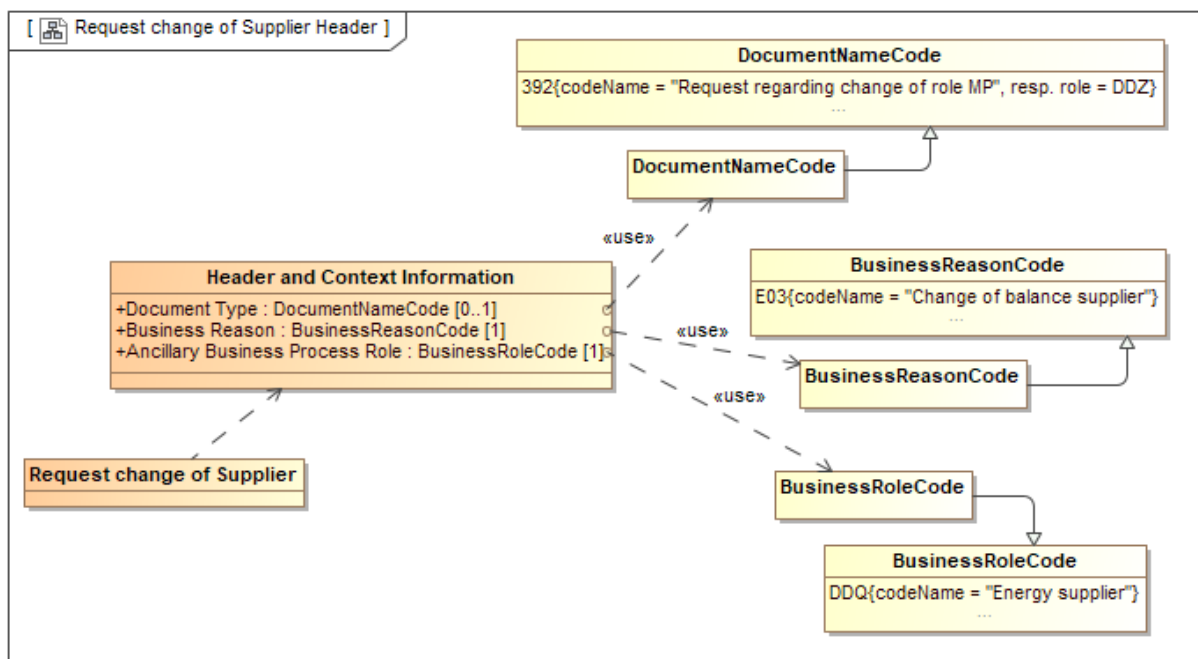 [ Request change of Supplier Header ]
DocumentNameCode
392{codeName = "Request regarding change of role MP", resp. role = DDZ}
...
DocumentNameCode
«use»
Header and Context Information
+Document Type : DocumentNameCode [0..1]
+Business Reason : BusinessReasonCode [1]
+Ancillary Business Process Role : BusinessRoleCode [1]
BusinessReasonCode
E03{codeName = "Change of balance supplier"}
...
«use»
BusinessReasonCode
«use»
Request change of Supplier
BusinessRoleCode
BusinessRoleCode
DDQ{codeName = "Energy supplier"}
...